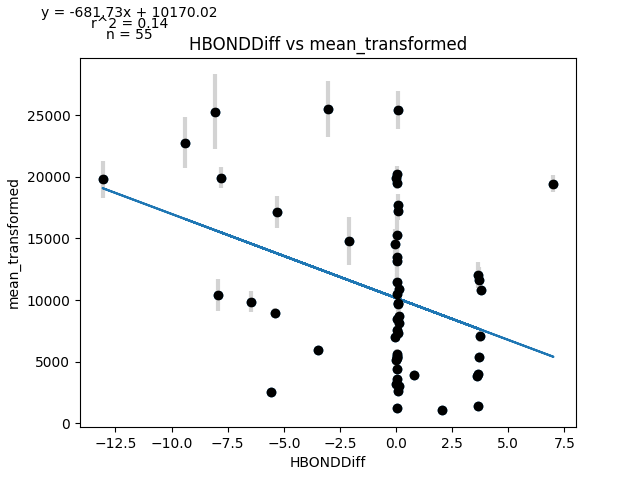 y = -681.73x + 10170.02
r^2 = 0.14
n = 55
HBONDDiff vs mean_transformed
mean_transformed
25000
20000
15000
10000
5000
0
−12.5 −10.0 −7.5 −5.0 −2.5 0.0 2.5 5.0 7.5
HBONDDiff